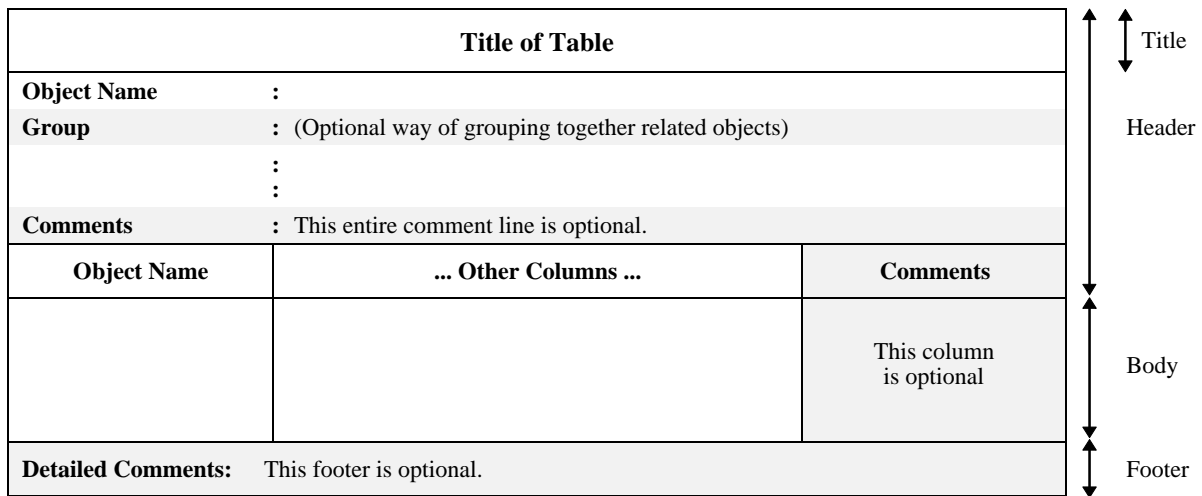 Title of Table
Title
Object Name :
Group : (Optional way of grouping together related objects)
Header
:
:
Comments : This entire comment line is optional.
Object Name ... Other Columns ... Comments
This column
is optional
Body
Detailed Comments: This footer is optional.
Footer